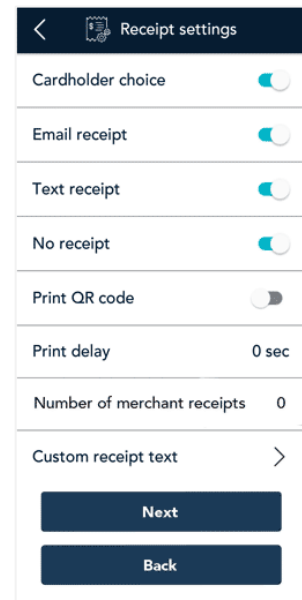 Receipt settings
Cardholder choice
Email receipt
Text receipt
No receipt
Print QR code
Print delay 0 sec
Number of merchant receipts 0
Custom receipt text
Next
Back